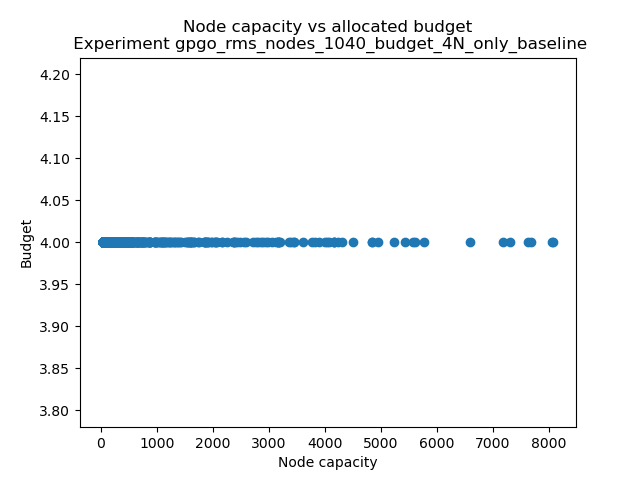 Node capacity vs allocated budget
Experiment gpgo_rms_nodes_1040_budget_4N_only_baseline
4.20
4.15
4.10
4.05
4.00
3.95
3.90
3.85
3.80
Budget
0 1000 2000 3000 4000 5000 6000 7000 8000
Node capacity